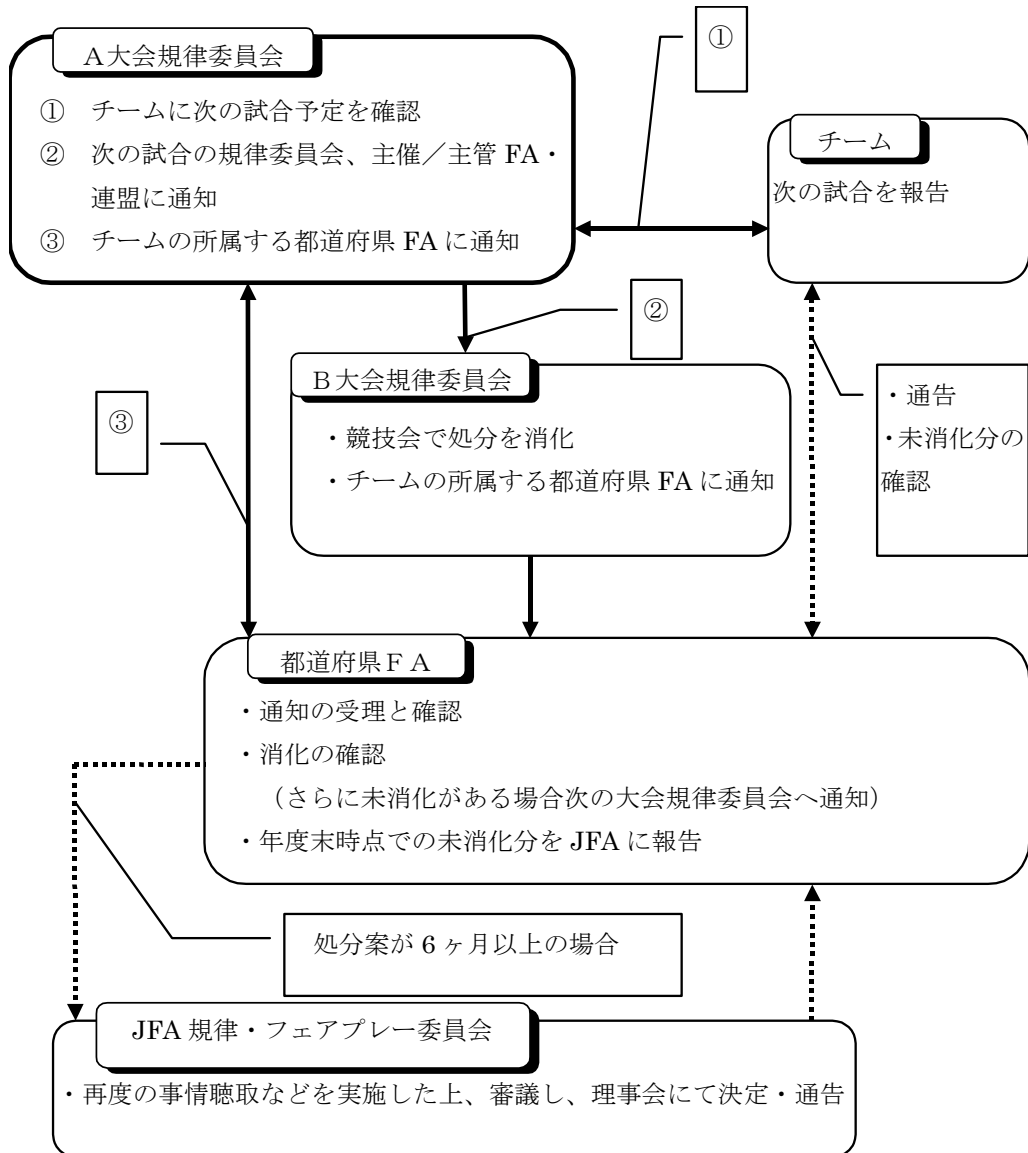 A大会規律委員会
① チームに次の試合予定を確認
② 次の試合の規律委員会、主催／主管 FA・
連盟に通知
③ チームの所属する都道府県 FA に通知
①
チーム
次の試合を報告
②
B大会規律委員会
・競技会で処分を消化
・チームの所属する都道府県 FA に通知
③
・通告
・未消化分の
確認
都道府県FA
・通知の受理と確認
・消化の確認
（さらに未消化がある場合次の大会規律委員会へ通知）
・年度末時点での未消化分を JFA に報告
処分案が 6 ヶ月以上の場合
JFA 規律・フェアプレー委員会
・再度の事情聴取などを実施した上、審議し、理事会にて決定・通告